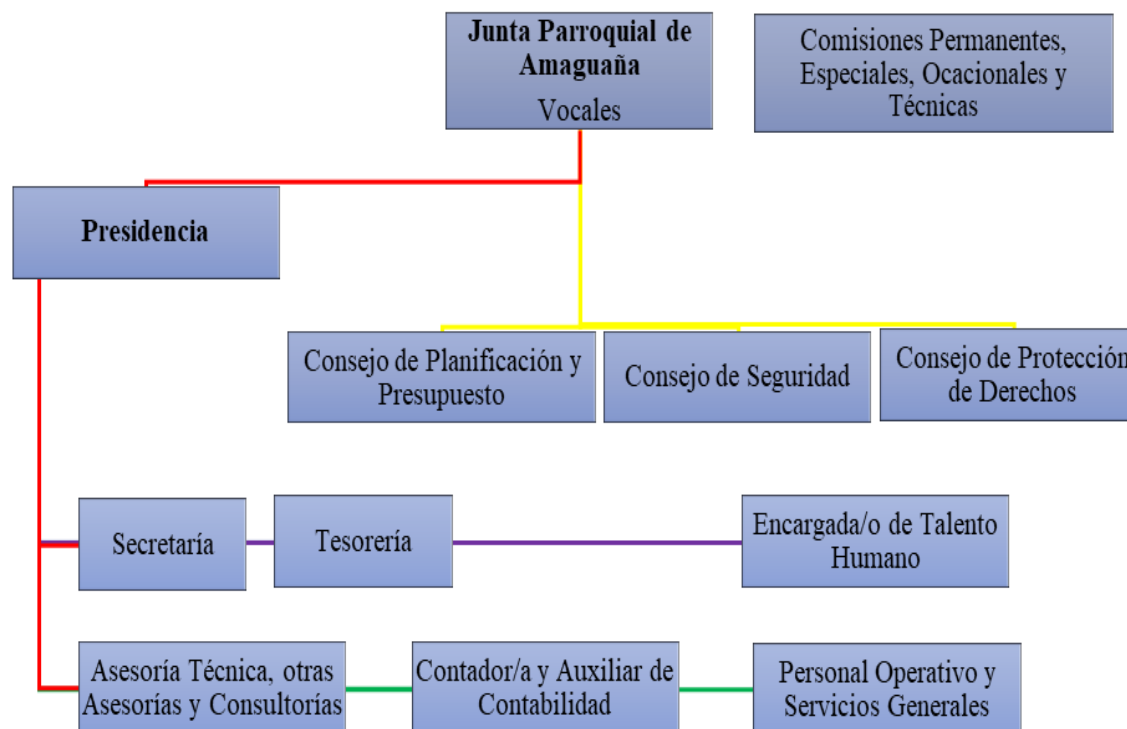 Junta Parroquial de
Amaguaña
Vocales
Comisiones Permanentes,
Especiales, Ocacionales y
Técnicas
Presidencia
Consejo de Planificación y
Presupuesto
Consejo de Seguridad
Consejo de Protección
de Derechos
Secretaría
Tesorería
Encargada/o de Talento
Humano
Asesoría Técnica, otras
Asesorías y Consultorías
Contador/a y Auxiliar de
Contabilidad
Personal Operativo y
Servicios Generales